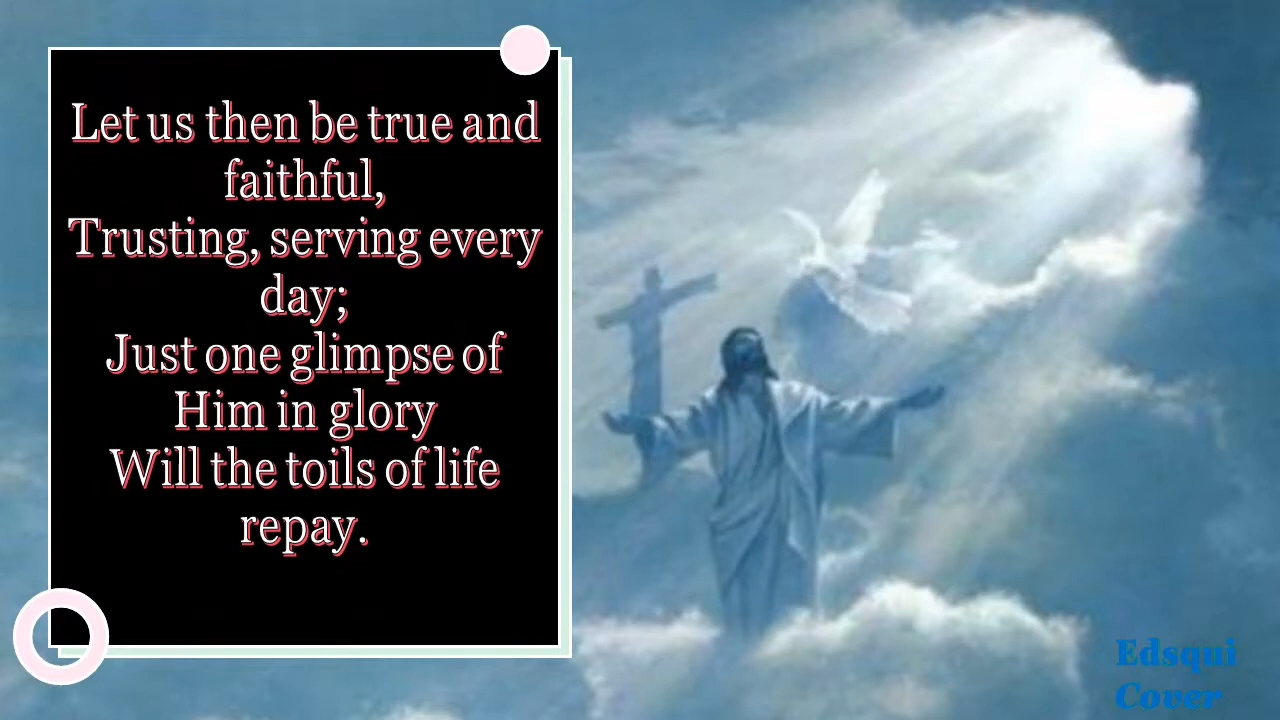 Let us then be true and
faithful,
Trusting, serving every
day;
Just one glimpse of
Him in glory
Will the toils of life
repay.
Edsqui
Cover